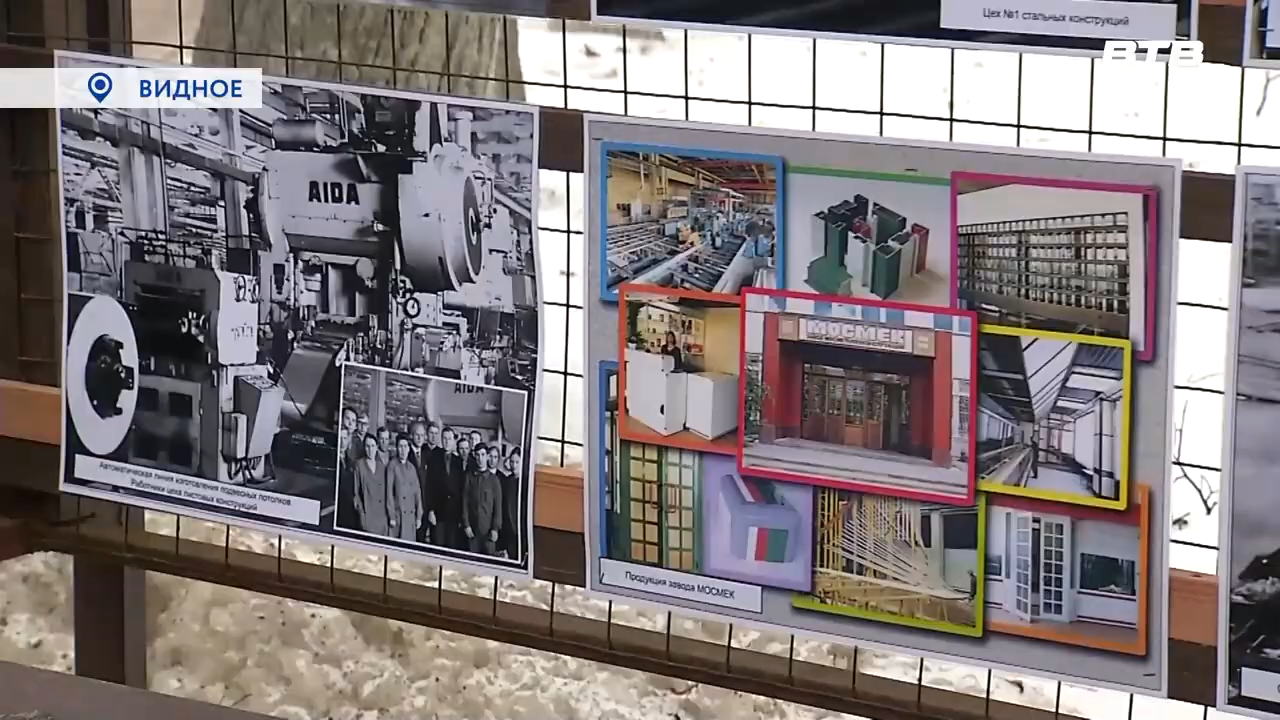 Цех №1 стальных конструкций
ВТВ
ВИДНОЕ
AIDA
AIDA
МОСМЕК
Автоматическая линия изготовления подвесных потолков.
Работники цеха листовых конструкций
Продукция завода МОСМЕК